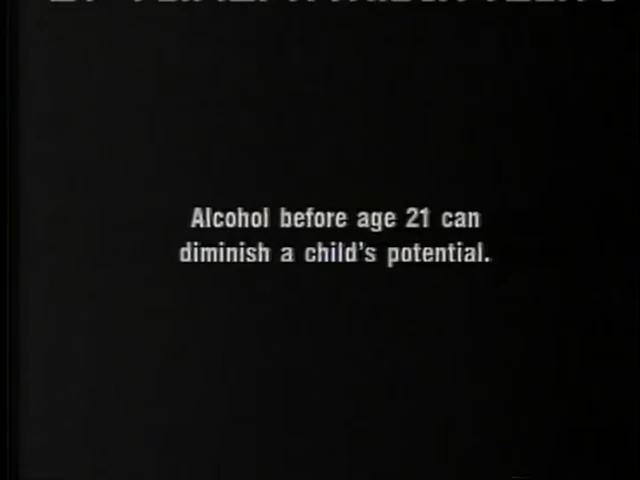 Alcohol before age 21 can
diminish a child's potential.